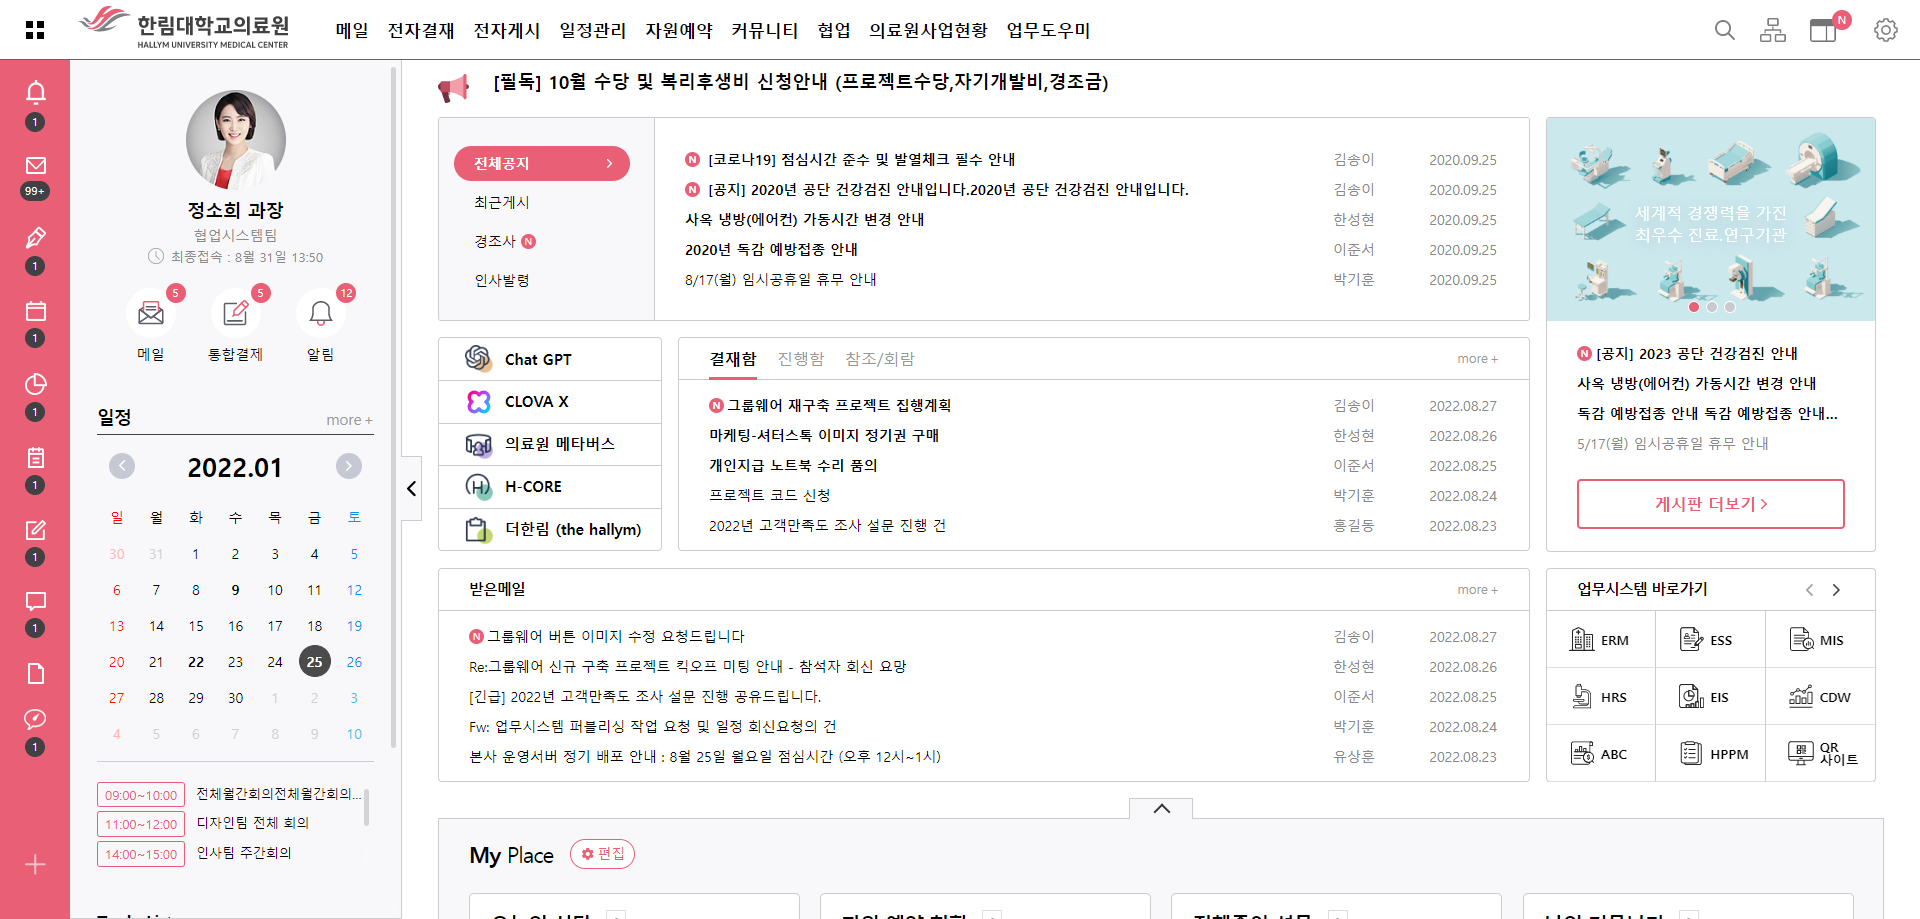 한림대학교의료원
HALLYM UNIVERSITY MEDICAL CENTER
메일 전자결재 전자게시 일정관리 자원예약 커뮤니티 협업 의료원사업현황 업무도우미
N
1
99+
1
1
1
1
1
1
1
정소희 과장
협업시스템팀
최종접속 : 8월 31일 13:50
5 5 12
메일 통합결제 알림
일정 more +
2022.01
일 월 화 수 목 금 토
30 31 1 2 3 4 5
6 7 8 9 10 11 12
13 14 15 16 17 18 19
20 21 22 23 24 25 26
27 28 29 30 1 2 3
4 5 6 7 8 9 10
09:00~10:00 전체월간회의전체월간회의...
11:00~12:00 디자인팀 전체 회의
14:00~15:00 인사팀 주간회의
[필독] 10월 수당 및 복리후생비 신청안내 (프로젝트수당,자기개발비,경조금)
전체공지
최근게시
경조사 N
인사발령
N [코로나19] 점심시간 준수 및 발열체크 필수 안내 김송이 2020.09.25
N [공지] 2020년 공단 건강검진 안내입니다.2020년 공단 건강검진 안내입니다. 김송이 2020.09.25
사옥 냉방(에어컨) 가동시간 변경 안내 한성현 2020.09.25
2020년 독감 예방접종 안내 이준서 2020.09.25
8/17(월) 임시공휴일 휴무 안내 박기훈 2020.09.25
세계적 경쟁력을 가진
최우수 진료.연구기관
N [공지] 2023 공단 건강검진 안내
사옥 냉방(에어컨) 가동시간 변경 안내
독감 예방접종 안내 독감 예방접종 안내...
5/17(월) 임시공휴일 휴무 안내
게시판 더보기 >
Chat GPT
CLOVA X
의료원 메타버스
H-CORE
더한림 (the hallym)
결재함 진행함 참조/회람 more +
N 그룹웨어 재구축 프로젝트 집행계획 김송이 2022.08.27
마케팅-셔터스톡 이미지 정기권 구매 한성현 2022.08.26
개인지급 노트북 수리 품의 이준서 2022.08.25
프로젝트 코드 신청 박기훈 2022.08.24
2022년 고객만족도 조사 설문 진행 건 홍길동 2022.08.23
받은메일 more +
N 그룹웨어 버튼 이미지 수정 요청드립니다 김송이 2022.08.27
Re:그룹웨어 신규 구축 프로젝트 킥오프 미팅 안내 - 참석자 회신 요망 한성현 2022.08.26
[긴급] 2022년 고객만족도 조사 설문 진행 공유드립니다. 이준서 2022.08.25
Fw: 업무시스템 퍼블리싱 작업 요청 및 일정 회신요청의 건 박기훈 2022.08.24
본사 운영서버 정기 배포 안내 : 8월 25일 월요일 점심시간 (오후 12시~1시) 유상훈 2022.08.23
업무시스템 바로가기
ERM ESS MIS
HRS EIS CDW
ABC HPPM QR 사이트
My Place 편집